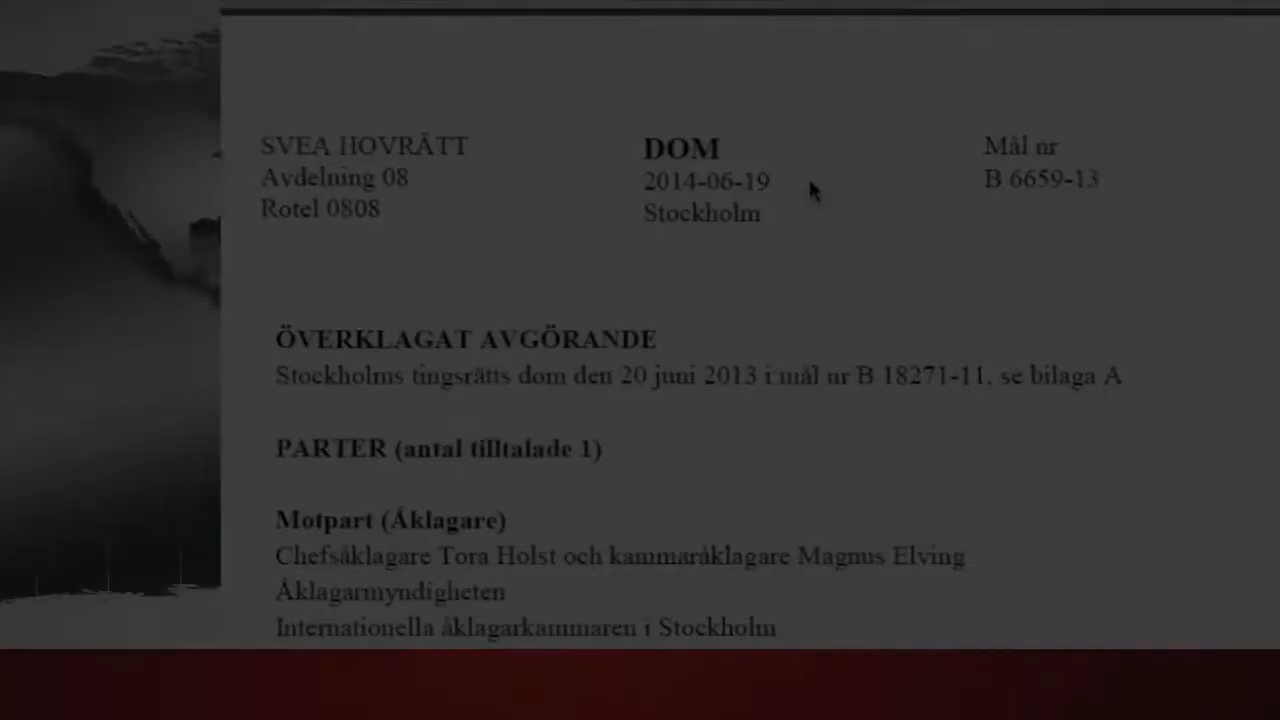 SVEA HOVRÄTT
Avdelning 08
Rotel 0808
DOM
2014-06-19
Stockholm
Mål nr
B 6659-13
ÖVERKLAGAT AVGÖRANDE
Stockholms tingsrätts dom den 20 juni 2013 i mål nr B 18271-11, se bilaga A
PARTER (antal tilltalade 1)
Motpart (Åklagare)
Chefsåklagare Tora Holst och kammaråklagare Magnus Elving
Åklagarmyndigheten
Internationella åklagarkammaren i Stockholm